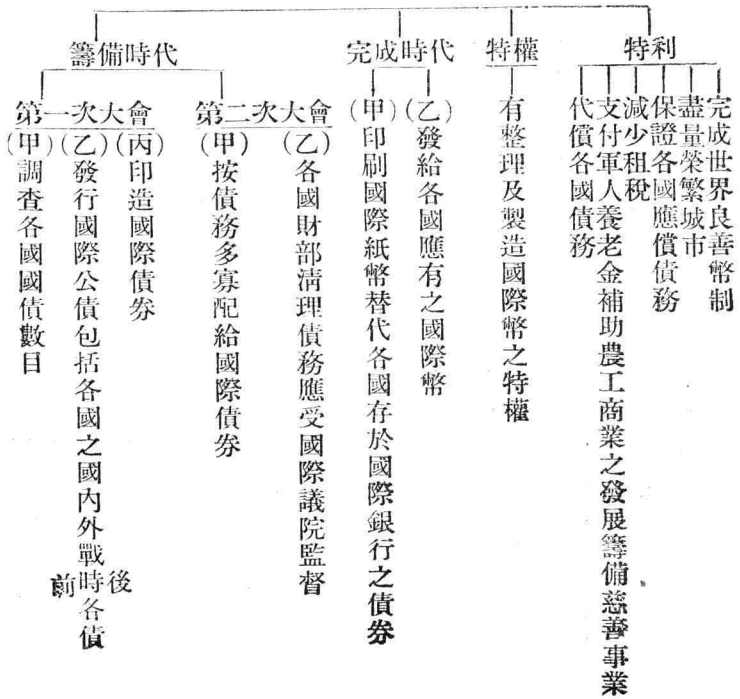 籌備時代
完成時代
特權
特利
第一次大會
第二次大會
(甲)調查各國國債數目
(乙)發行國際公債包括各國之國內外戰前時後各債
(丙)印造國際債券
(甲)按債務多寡配給國際債券
(乙)各國財部清理債務應受國際議院監督
(甲)印刷國際紙幣替代各國存於國際銀行之債券
(乙)發給各國應有之國際幣
有整理及製造國際幣之特權
代償各國債務
支付軍人養老金補助農工商業之發展籌備慈善事業
減少租稅
保證各國應償債務
盡量榮繁城市
完成世界良善幣制